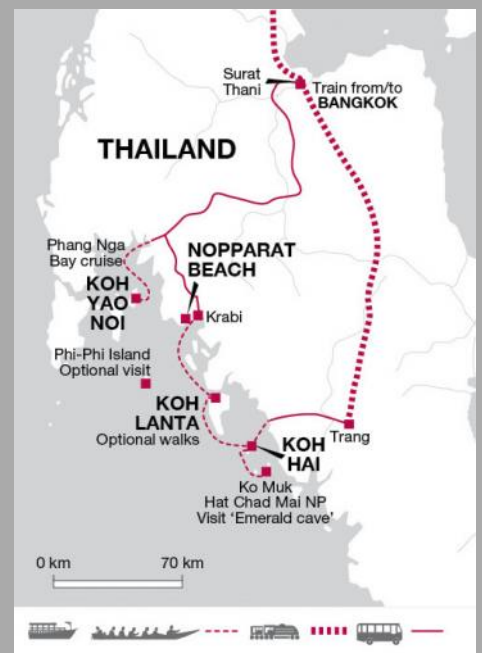 Surat
Thani
Train from/to
BANGKOK
THAILAND
Phang Nga
Bay cruise
NOPPARAT
BEACH
KOH
YAO
NOI
Krabi
Phi-Phi Island
Optional visit
KOH
LANTA
Optional walks
Trang
KOH
HAI
Ko Muk
Hat Chad Mai NP
Visit ‘Emerald cave’
0 km
70 km